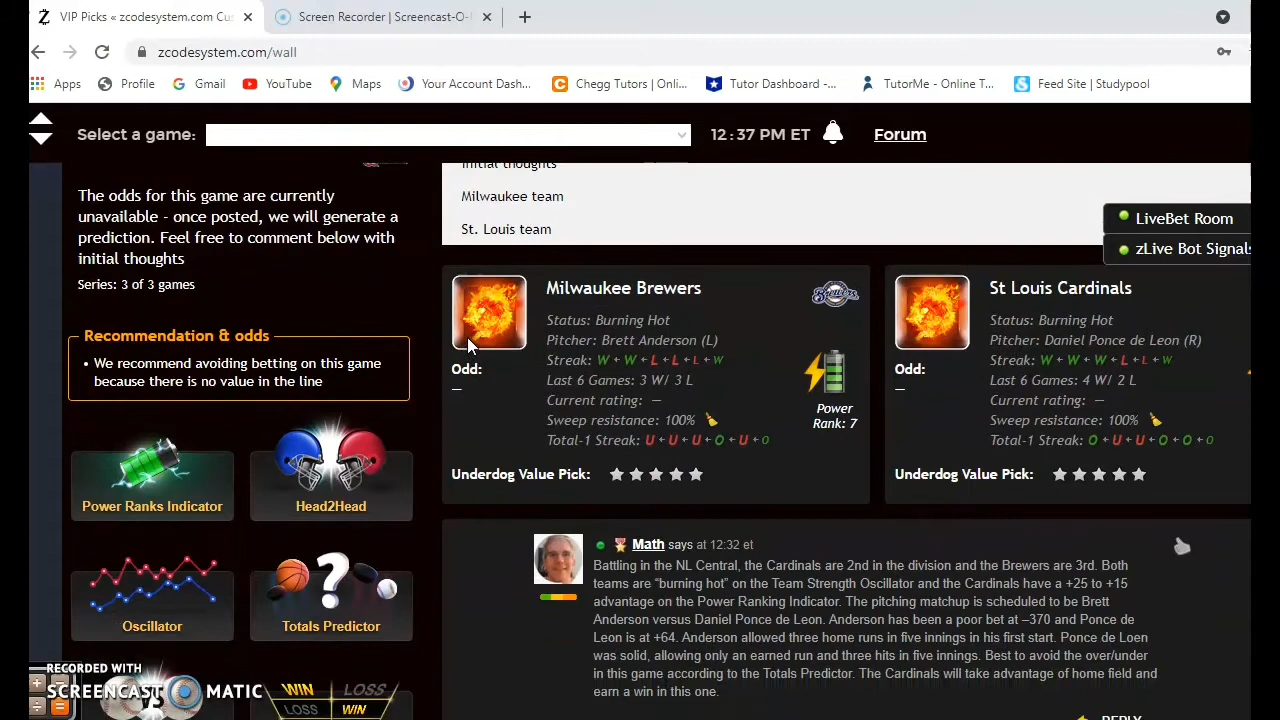 VIP Picks « zcodesystem.com Cus
Screen Recorder | Screencast-O-
zcodesystem.com/wall
Apps
Profile
Gmail
YouTube
Maps
Your Account Dash...
Chegg Tutors | Onli...
Tutor Dashboard -...
TutorMe - Online T...
Feed Site | Studypool
Select a game:
12:37 PM ET
Forum
The odds for this game are currently
unavailable - once posted, we will generate a
prediction. Feel free to comment below with
initial thoughts
Series: 3 of 3 games
Recommendation & odds
• We recommend avoiding betting on this game
because there is no value in the line
Power Ranks Indicator
Head2Head
Oscillator
Totals Predictor
WIN LOSS
LOSS WIN
RECORDED WITH
SCREENCAST MATIC
initial thoughts
Milwaukee team
St. Louis team
LiveBet Room
zLive Bot Signals
Milwaukee Brewers
Brewers
Status: Burning Hot
Pitcher: Brett Anderson (L)
Streak: W ← W ← L ← L ← L ← W
Last 6 Games: 3 W/ 3 L
Current rating: —
Sweep resistance: 100%
Total-1 Streak: U ← U ← U ← O ← U ← O
Odd:
—
Power
Rank: 7
Underdog Value Pick:
St Louis Cardinals
Status: Burning Hot
Pitcher: Daniel Ponce de Leon (R)
Streak: W ← W ← W ← L ← L ← W
Last 6 Games: 4 W/ 2 L
Current rating: —
Sweep resistance: 100%
Total-1 Streak: O ← U ← U ← O ← O ← O
Odd:
—
Underdog Value Pick:
Math says at 12:32 et
Battling in the NL Central, the Cardinals are 2nd in the division and the Brewers are 3rd. Both
teams are “burning hot” on the Team Strength Oscillator and the Cardinals have a +25 to +15
advantage on the Power Ranking Indicator. The pitching matchup is scheduled to be Brett
Anderson versus Daniel Ponce de Leon. Anderson has been a poor bet at –370 and Ponce de
Leon is at +64. Anderson allowed three home runs in five innings in his first start. Ponce de Loen
was solid, allowing only an earned run and three hits in five innings. Best to avoid the over/under
in this game according to the Totals Predictor. The Cardinals will take advantage of home field and
earn a win in this one.
REPLY